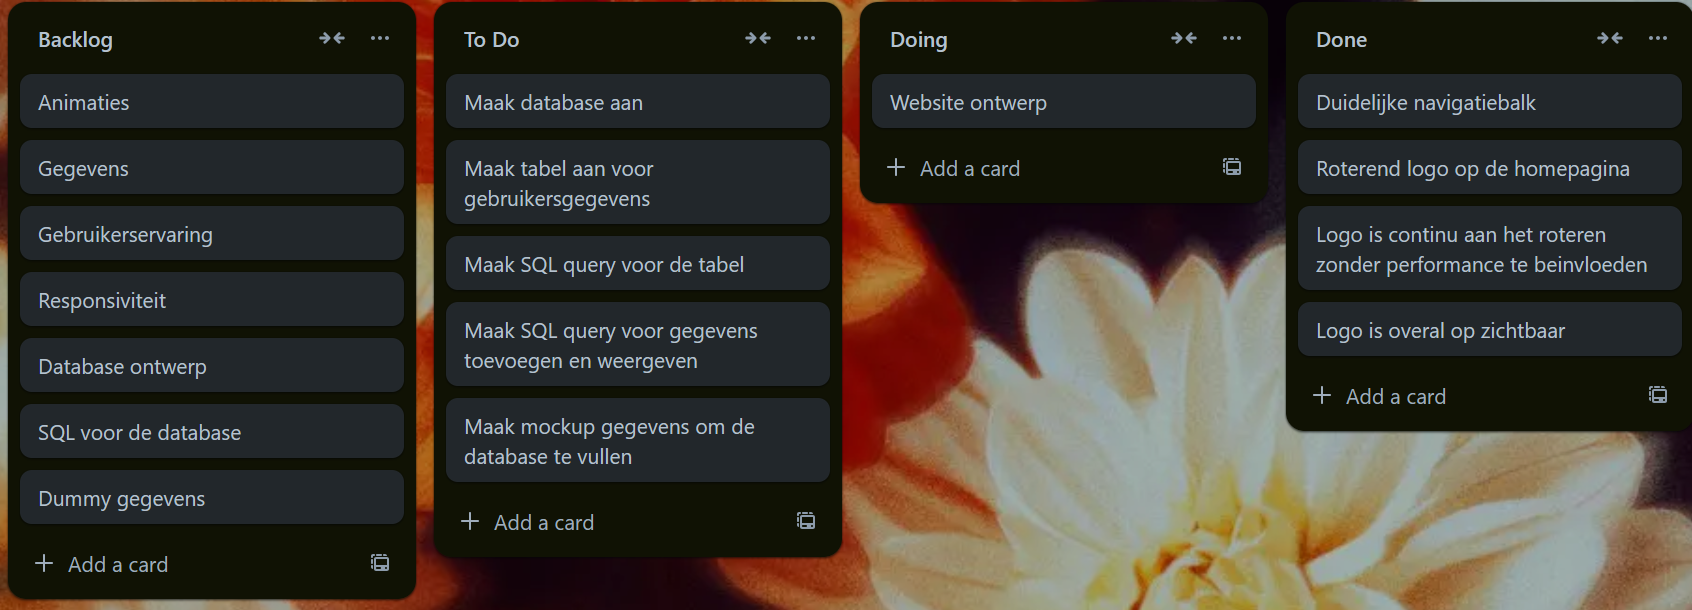 Backlog
Animaties
Gegevens
Gebruikerservaring
Responsiviteit
Database ontwerp
SQL voor de database
Dummy gegevens
Add a card
To Do
Maak database aan
Maak tabel aan voor
gebruikersgegevens
Maak SQL query voor de tabel
Maak SQL query voor gegevens
toevoegen en weergeven
Maak mockup gegevens om de
database te vullen
Add a card
Doing
Website ontwerp
Add a card
Done
Duidelijke navigatiebalk
Roterend logo op de homepagina
Logo is continu aan het roteren
zonder performance te beinvloeden
Logo is overal op zichtbaar
Add a card